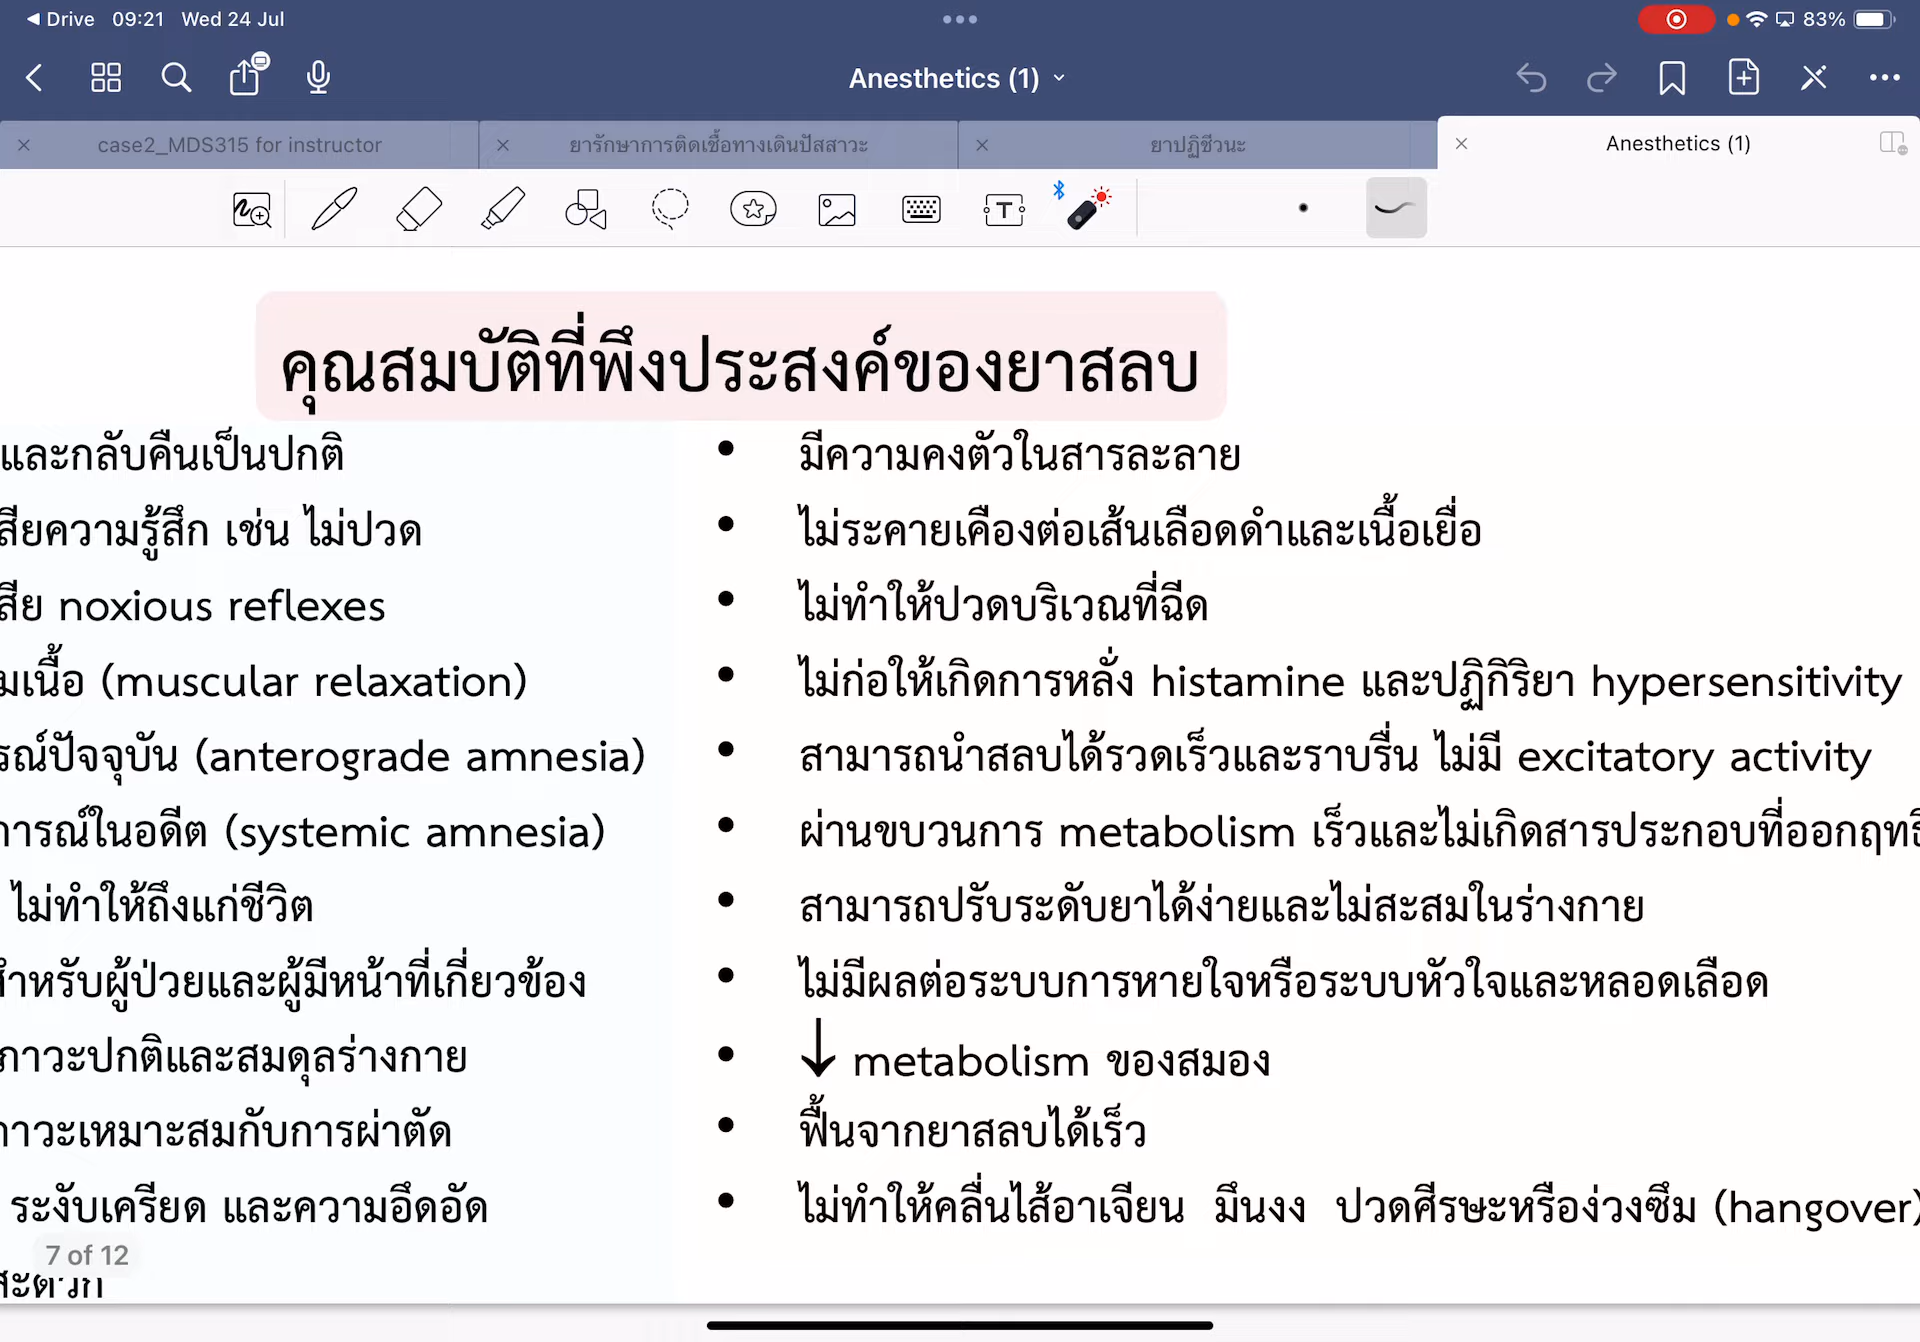 Drive 09:21 Wed 24 Jul
83%
Anesthetics (1)
case2_MDS315 for instructor
ยารักษาการติดเชื้อทางเดินปัสสาวะ
ยาปฏิชีวนะ
Anesthetics (1)
คุณสมบัติที่พึงประสงค์ของยาสลบ
และกลับคืนเป็นปกติ
สียความรู้สึก เช่น ไม่ปวด
สีย noxious reflexes
มเนื้อ (muscular relaxation)
รณ์ปัจจุบัน (anterograde amnesia)
การณ์ในอดีต (systemic amnesia)
ไม่ทำให้ถึงแก่ชีวิต
สำหรับผู้ป่วยและผู้มีหน้าที่เกี่ยวข้อง
ภาวะปกติและสมดุลร่างกาย
ภาวะเหมาะสมกับการผ่าตัด
ระงับเครียด และความอึดอัด
• มีความคงตัวในสารละลาย
• ไม่ระคายเคืองต่อเส้นเลือดดำและเนื้อเยื่อ
• ไม่ทำให้ปวดบริเวณที่ฉีด
• ไม่ก่อให้เกิดการหลั่ง histamine และปฏิกิริยา hypersensitivity
• สามารถนำสลบได้รวดเร็วและราบรื่น ไม่มี excitatory activity
• ผ่านขบวนการ metabolism เร็วและไม่เกิดสารประกอบที่ออกฤทธิ
• สามารถปรับระดับยาได้ง่ายและไม่สะสมในร่างกาย
• ไม่มีผลต่อระบบการหายใจหรือระบบหัวใจและหลอดเลือด
• ↓ metabolism ของสมอง
• ฟื้นจากยาสลบได้เร็ว
• ไม่ทำให้คลื่นไส้อาเจียน มึนงง ปวดศีรษะหรือง่วงซึม (hangover)
7 of 12